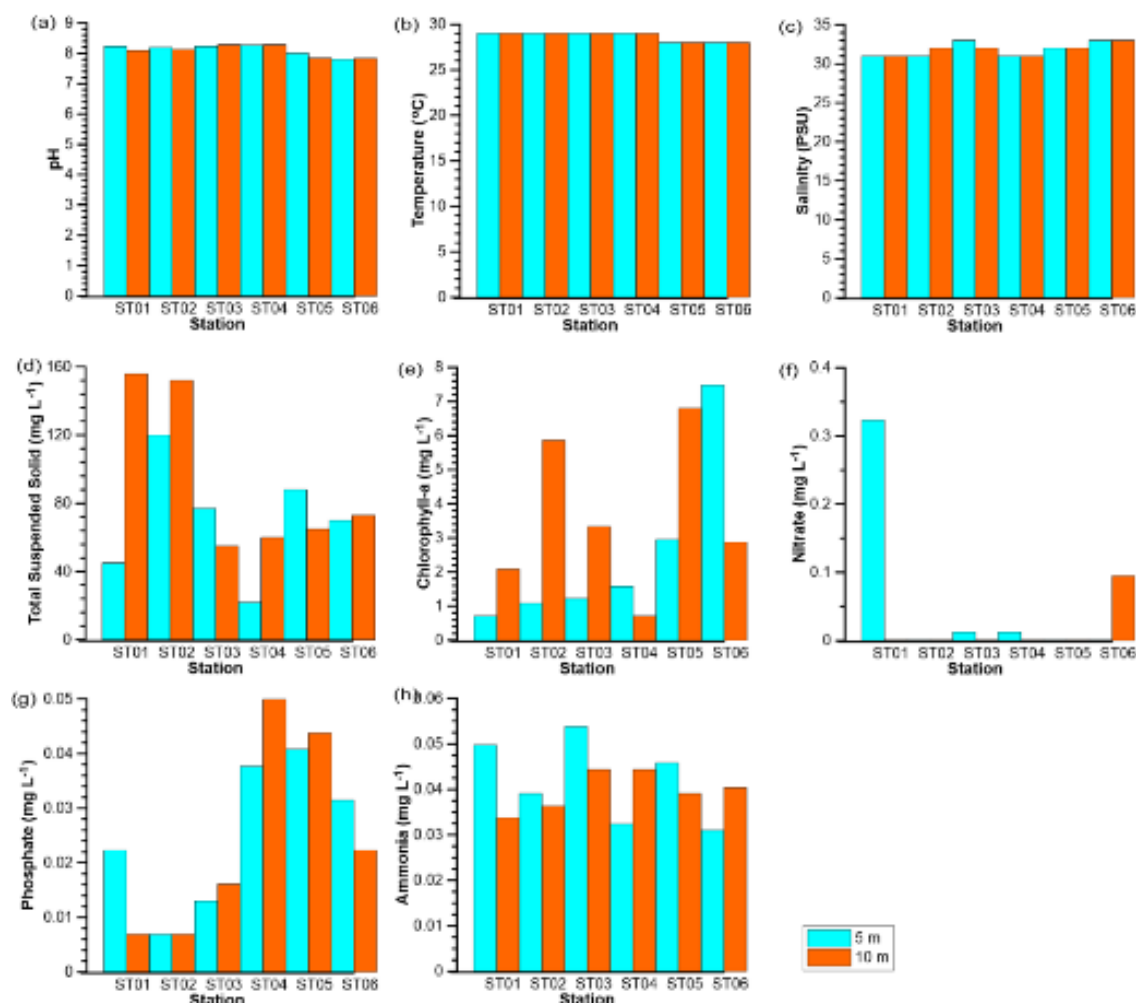 (a)
9
8
7
6
5
4
3
2
1
0
pH
ST01 ST02 ST03 ST04 ST05 ST06
Station
(b)
30
25
20
15
10
5
0
Temperature (ºC)
ST01 ST02 ST03 ST04 ST05 ST06
Station
(c)
35
30
25
20
15
10
5
0
Salinity (PSU)
ST01 ST02 ST03 ST04 ST05 ST06
Station
(d)
160
120
80
40
0
Total Suspended Solid (mg L⁻¹)
ST01 ST02 ST03 ST04 ST05 ST06
Station
(e)
8
7
6
5
4
3
2
1
0
Chlorophyll-a (mg L⁻¹)
ST01 ST02 ST03 ST04 ST05 ST06
Station
(f)
0.4
0.3
0.2
0.1
0
Nitrate (mg L⁻¹)
ST01 ST02 ST03 ST04 ST05 ST06
Station
(g)
0.05
0.04
0.03
0.02
0.01
0
Phosphate (mg L⁻¹)
ST01 ST02 ST03 ST04 ST05 ST06
Station
(h)
0.06
0.05
0.04
0.03
0.02
0.01
0
Ammonia (mg L⁻¹)
ST01 ST02 ST03 ST04 ST05 ST06
Station
5 m
10 m